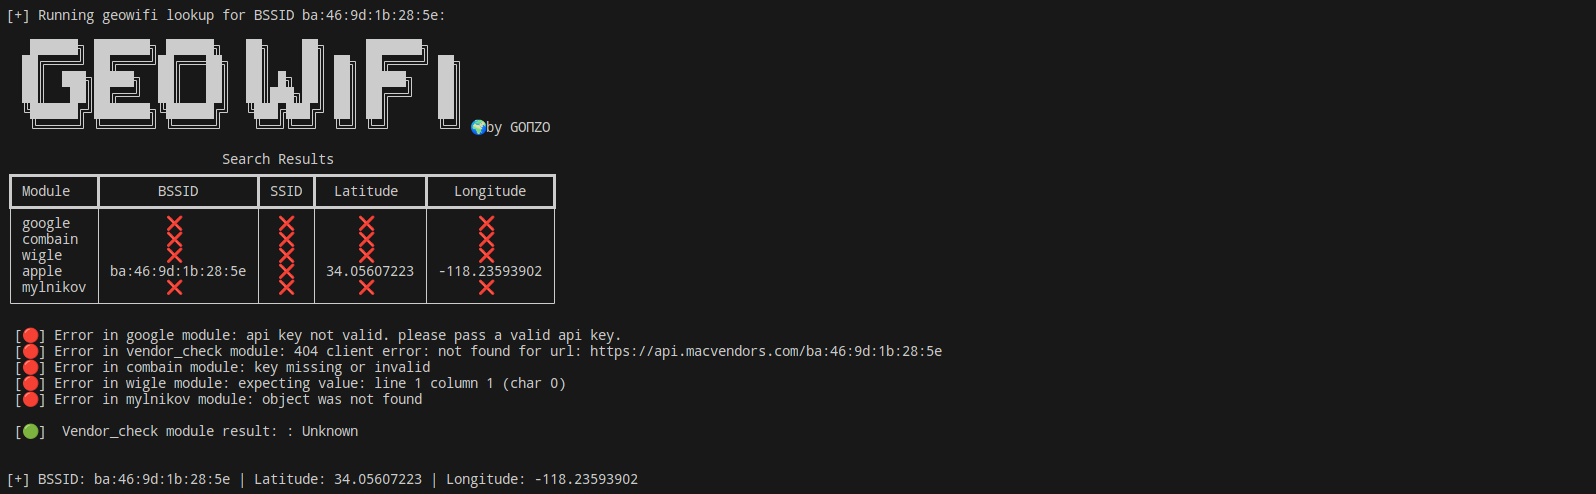 [+] Running geowifi lookup for BSSID ba:46:9d:1b:28:5e:
GEO WiFi
🌍by GOПZO
Search Results
Module BSSID SSID Latitude Longitude
google ❌ ❌ ❌ ❌
combain ❌ ❌ ❌ ❌
wigle ❌ ❌ ❌ ❌
apple ba:46:9d:1b:28:5e ❌ 34.05607223 -118.23593902
mylnikov ❌ ❌ ❌ ❌
[🔴] Error in google module: api key not valid. please pass a valid api key.
[🔴] Error in vendor_check module: 404 client error: not found for url: https://api.macvendors.com/ba:46:9d:1b:28:5e
[🔴] Error in combain module: key missing or invalid
[🔴] Error in wigle module: expecting value: line 1 column 1 (char 0)
[🔴] Error in mylnikov module: object was not found
[🟢] Vendor_check module result: : Unknown
[+] BSSID: ba:46:9d:1b:28:5e | Latitude: 34.05607223 | Longitude: -118.23593902